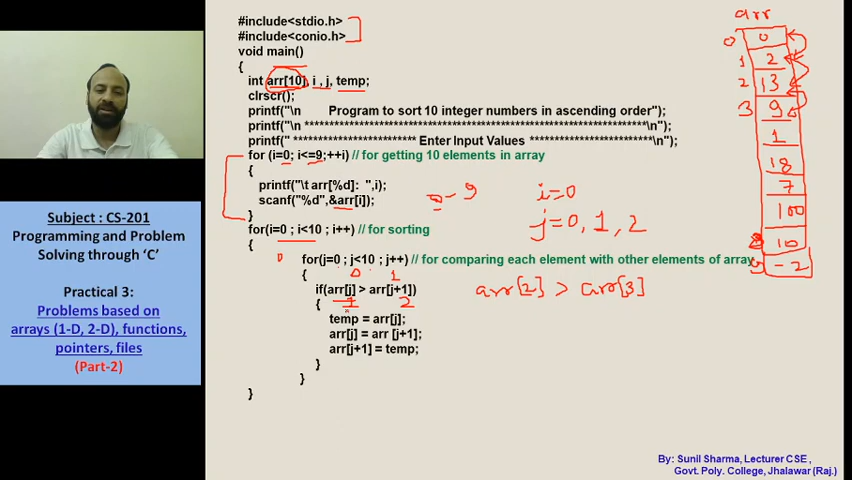 #include<stdio.h>
#include<conio.h>
void main()
{
int arr[10], i , j, temp;
clrscr();
printf("\n Program to sort 10 integer numbers in ascending order");
printf("\n *************************************************************\n");
printf(" ************************ Enter Input Values ************************\n");
for (i=0; i<=9;++i) // for getting 10 elements in array
{
printf("\t arr[%d]: ",i);
scanf("%d",&arr[i]);
}
for(i=0 ; i<10 ; i++) // for sorting
{
for(j=0 ; j<10 ; j++) // for comparing each element with other elements of array
{
if(arr[j] > arr[j+1])
{
temp = arr[j];
arr[j] = arr [j+1];
arr[j+1] = temp;
}
}
}
0 - 9
i=0
j=0, 1, 2
0
0 1
1 2
arr[2] > arr[3]
arr
0 0
1 2
2 13
3 9
1
18
7
100
8 10
9 -2
Subject : CS-201
Programming and Problem
Solving through ‘C’
Practical 3:
Problems based on
arrays (1-D, 2-D), functions,
pointers, files
(Part-2)
By: Sunil Sharma, Lecturer CSE ,
Govt. Poly. College, Jhalawar (Raj.)